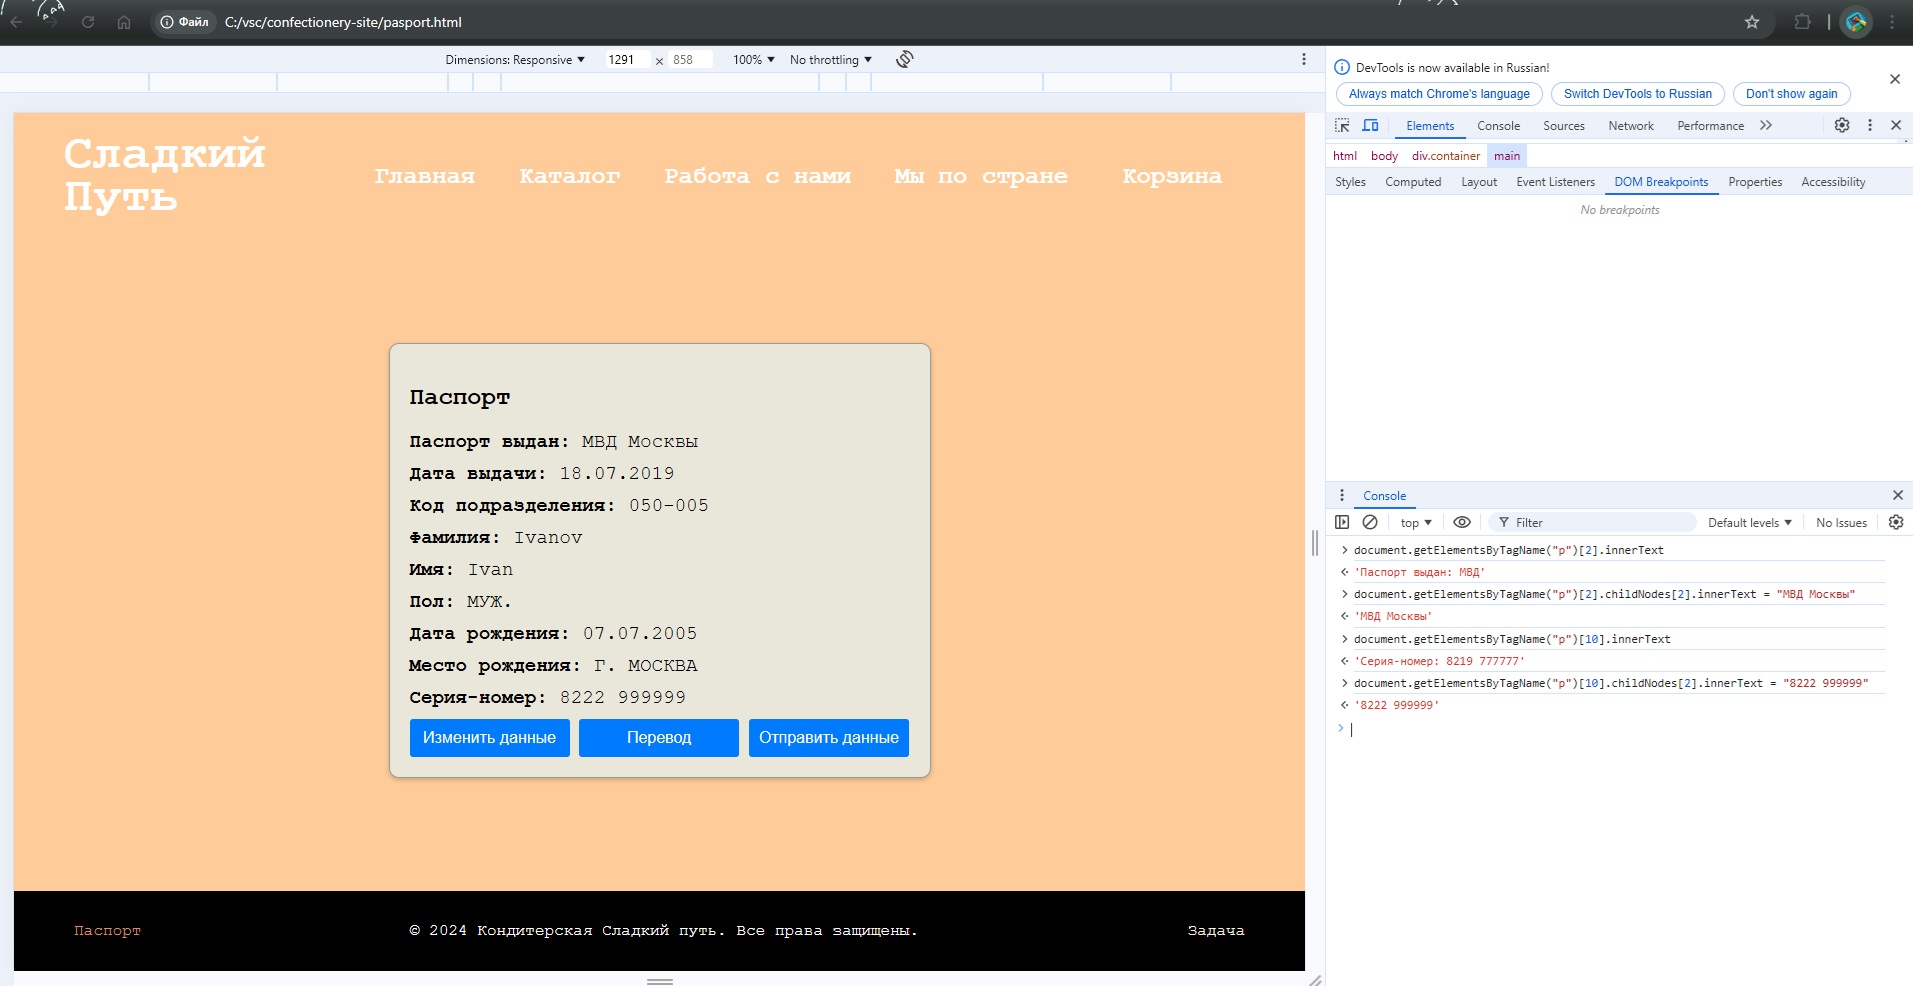 Файл C:/vsc/confectionery-site/pasport.html
Dimensions: Responsive 1291 × 858 100% No throttling
Сладкий
Путь
Главная Каталог Работа с нами Мы по стране Корзина
Паспорт
Паспорт выдан: МВД Москвы
Дата выдачи: 18.07.2019
Код подразделения: 050-005
Фамилия: Ivanov
Имя: Ivan
Пол: МУЖ.
Дата рождения: 07.07.2005
Место рождения: Г. МОСКВА
Серия-номер: 8222 999999
Изменить данные Перевод Отправить данные
Паспорт © 2024 Кондитерская Сладкий путь. Все права защищены. Задача
DevTools is now available in Russian!
Always match Chrome's language Switch DevTools to Russian Don't show again
Elements Console Sources Network Performance
html body div.container main
Styles Computed Layout Event Listeners DOM Breakpoints Properties Accessibility
No breakpoints
Console
top Filter Default levels No Issues
document.getElementsByTagName("p")[2].innerText
'Паспорт выдан: МВД'
document.getElementsByTagName("p")[2].childNodes[2].innerText = "МВД Москвы"
'МВД Москвы'
document.getElementsByTagName("p")[10].innerText
'Серия-номер: 8219 777777'
document.getElementsByTagName("p")[10].childNodes[2].innerText = "8222 999999"
'8222 999999'